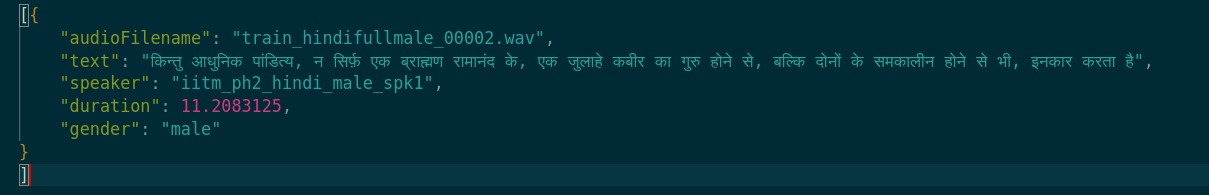 [{
    "audioFilename": "train_hindifullmale_00002.wav",
    "text": "किन्तु आधुनिक पांडित्य, न सिर्फ़ एक ब्राह्मण रामानंद के, एक जुलाहे कबीर का गुरु होने से, बल्कि दोनों के समकालीन होने से भी, इनकार करता है",
    "speaker": "iitm_ph2_hindi_male_spk1",
    "duration": 11.2083125,
    "gender": "male"
}
]